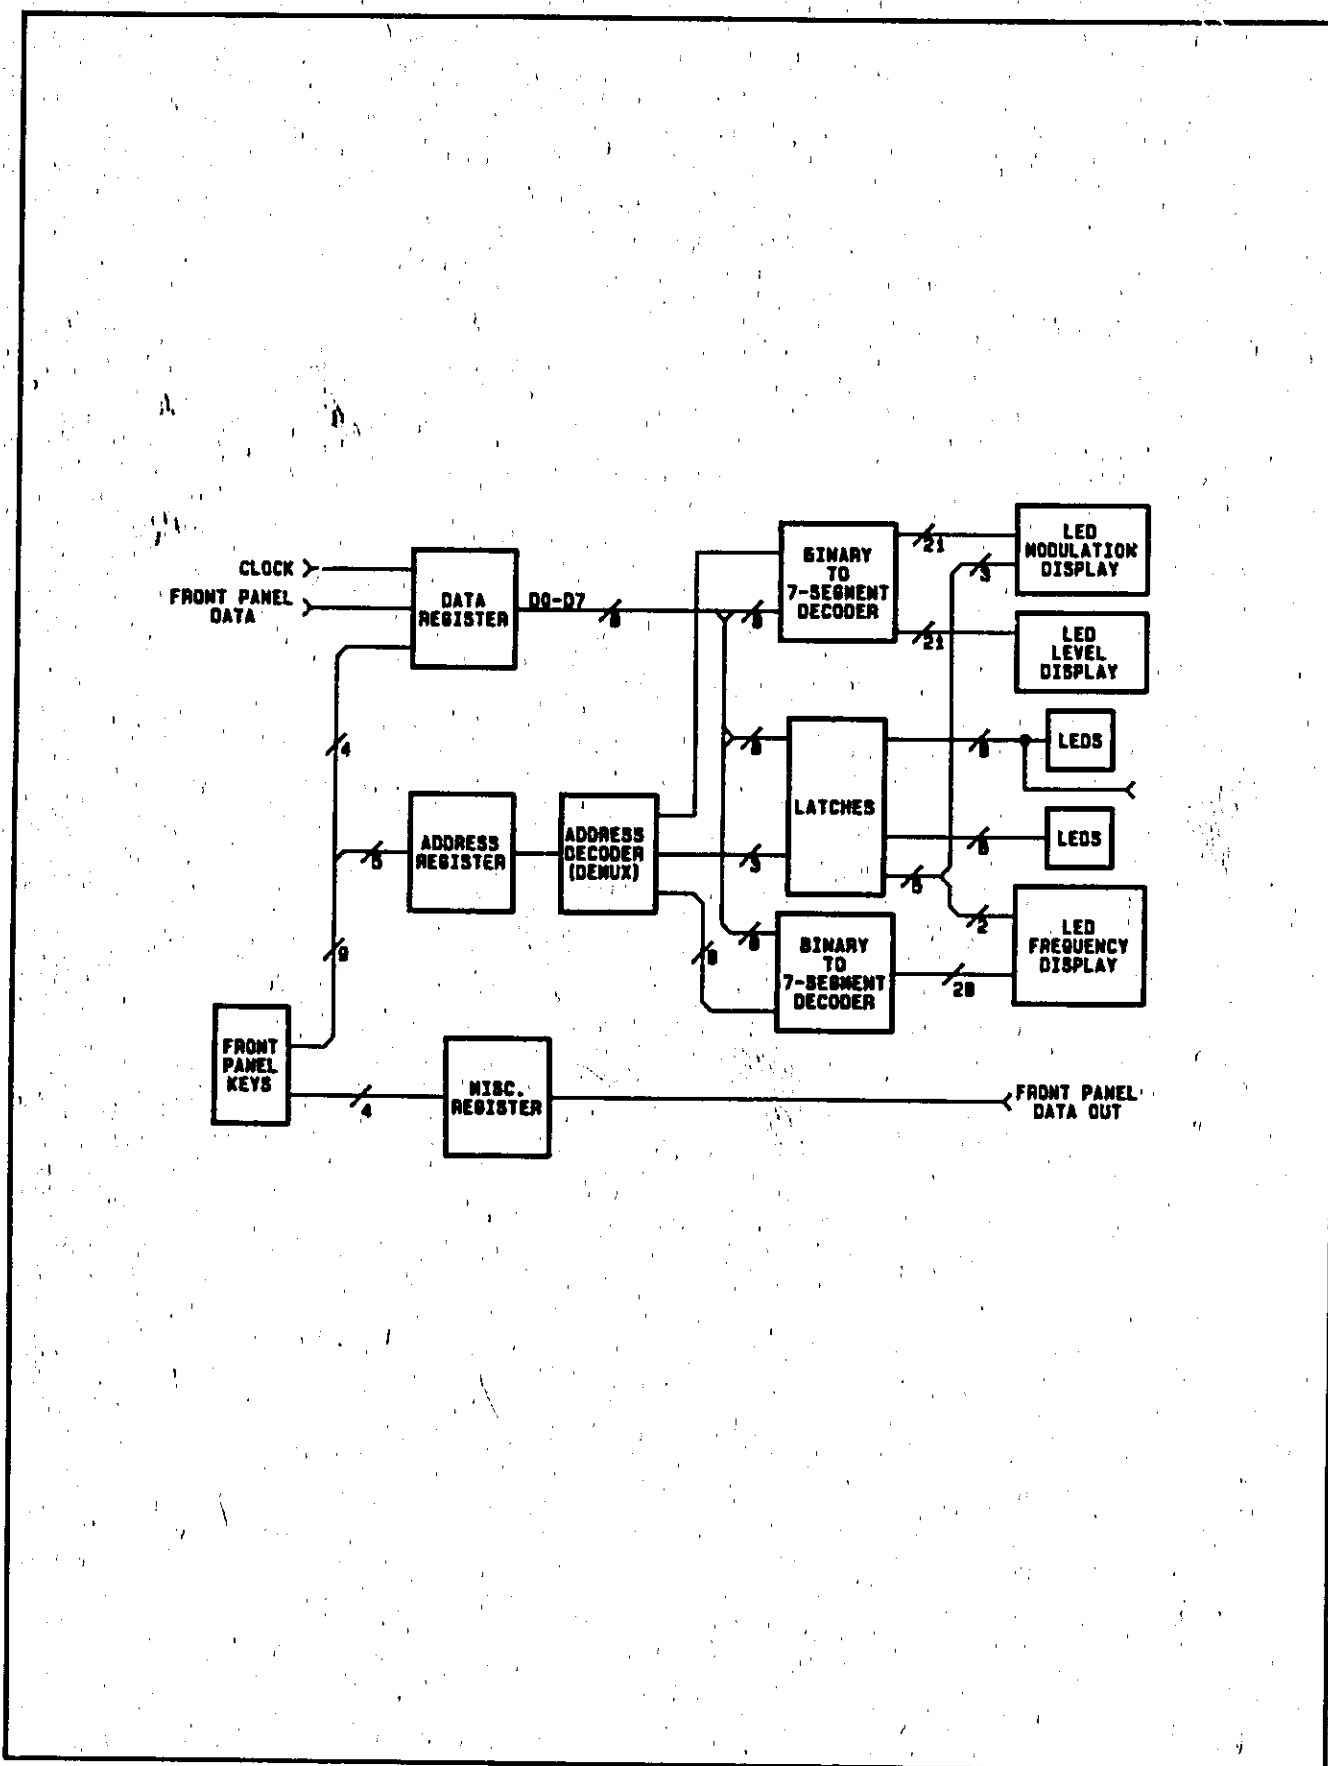 CLOCK
FRONT PANEL
DATA
DATA
REGISTER
D0-D7
8
8
BINARY
TO
7-SEGMENT
DECODER
21
21
3
LED
MODULATION
DISPLAY
LED
LEVEL
DISPLAY
4
5
9
ADDRESS
REGISTER
ADDRESS
DECODER
(DEMUX)
8
3
LATCHES
8
LEDS
LEDS
5
2
8
BINARY
TO
7-SEGMENT
DECODER
28
LED
FREQUENCY
DISPLAY
FRONT
PANEL
KEYS
4
MISC.
REGISTER
FRONT PANEL
DATA OUT